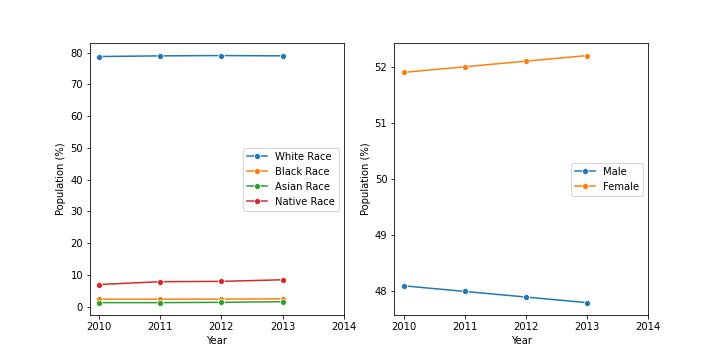 80
70
60
50
40
30
20
10
0
Population (%)
2010 2011 2012 2013 2014
Year
White Race
Black Race
Asian Race
Native Race
52
51
50
49
48
Population (%)
2010 2011 2012 2013 2014
Year
Male
Female